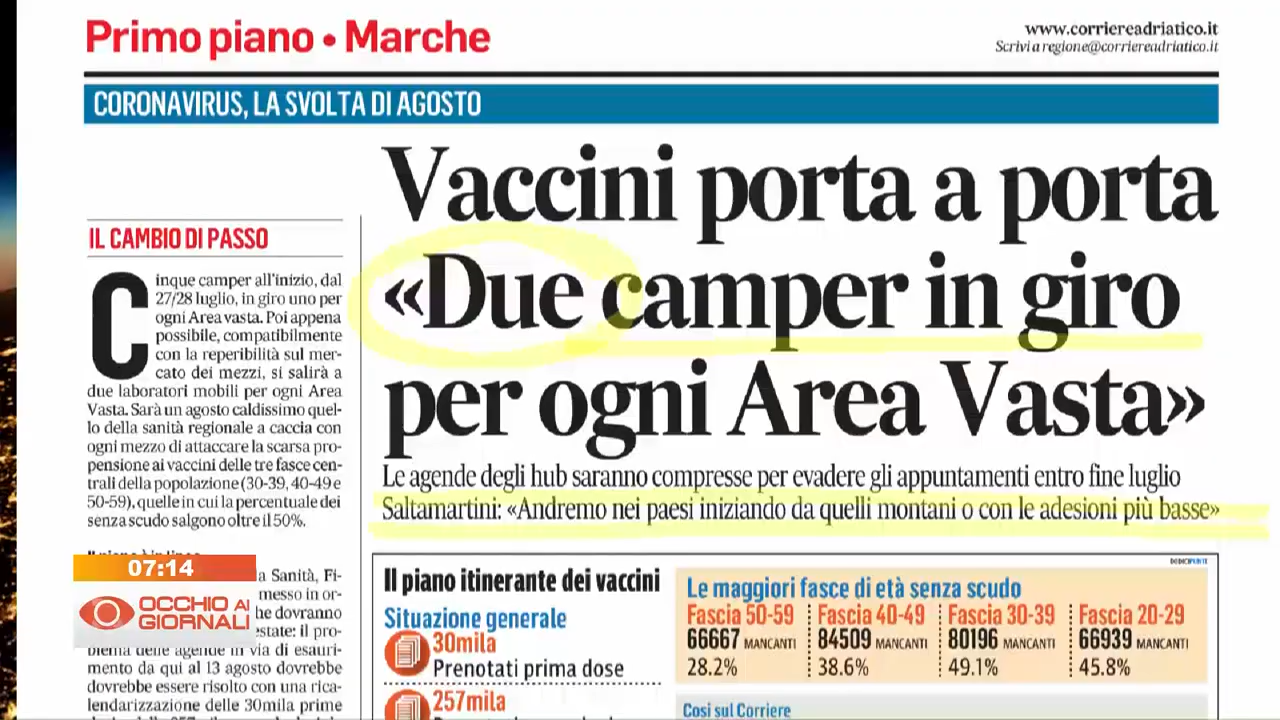 Primo piano • Marche
www.corriereadriatico.it
Scrivi a regione@corriereadriatico.it
CORONAVIRUS, LA SVOLTA DI AGOSTO
Vaccini porta a porta
«Due camper in giro
per ogni Area Vasta»
Le agende degli hub saranno compresse per evadere gli appuntamenti entro fine luglio
Saltamartini: «Andremo nei paesi iniziando da quelli montani o con le adesioni più basse»
IL CAMBIO DI PASSO
Cinque camper all'inizio, dal
27/28 luglio, in giro uno per
ogni Area vasta. Poi appena
possibile, compatibilmente
con la reperibilità sul mer-
cato dei mezzi, si salirà a
due laboratori mobili per ogni Area
Vasta. Sarà un agosto caldissimo quel-
lo della sanità regionale a caccia con
ogni mezzo di attaccare la scarsa pro-
pensione ai vaccini delle tre fasce cen-
trali della popolazione (30-39, 40-49 e
50-59), quelle in cui la percentuale dei
senza scudo salgono oltre il 50%.
a Sanità, Fi-
messo in or-
he dovranno
estate: il pro-
blema delle agende in via di esauri-
mento da qui al 13 agosto dovrebbe
dovrebbe essere risolto con una rica-
lendarizzazione delle 30mila prime
07:14
OCCHIO AI
GIORNALI
Il piano itinerante dei vaccini
Situazione generale
30mila
Prenotati prima dose
257mila
Le maggiori fasce di età senza scudo
Fascia 50-59
66667 MANCANTI
28.2%
Fascia 40-49
84509 MANCANTI
38.6%
Fascia 30-39
80196 MANCANTI
49.1%
Fascia 20-29
66939 MANCANTI
45.8%
Così sul Corriere